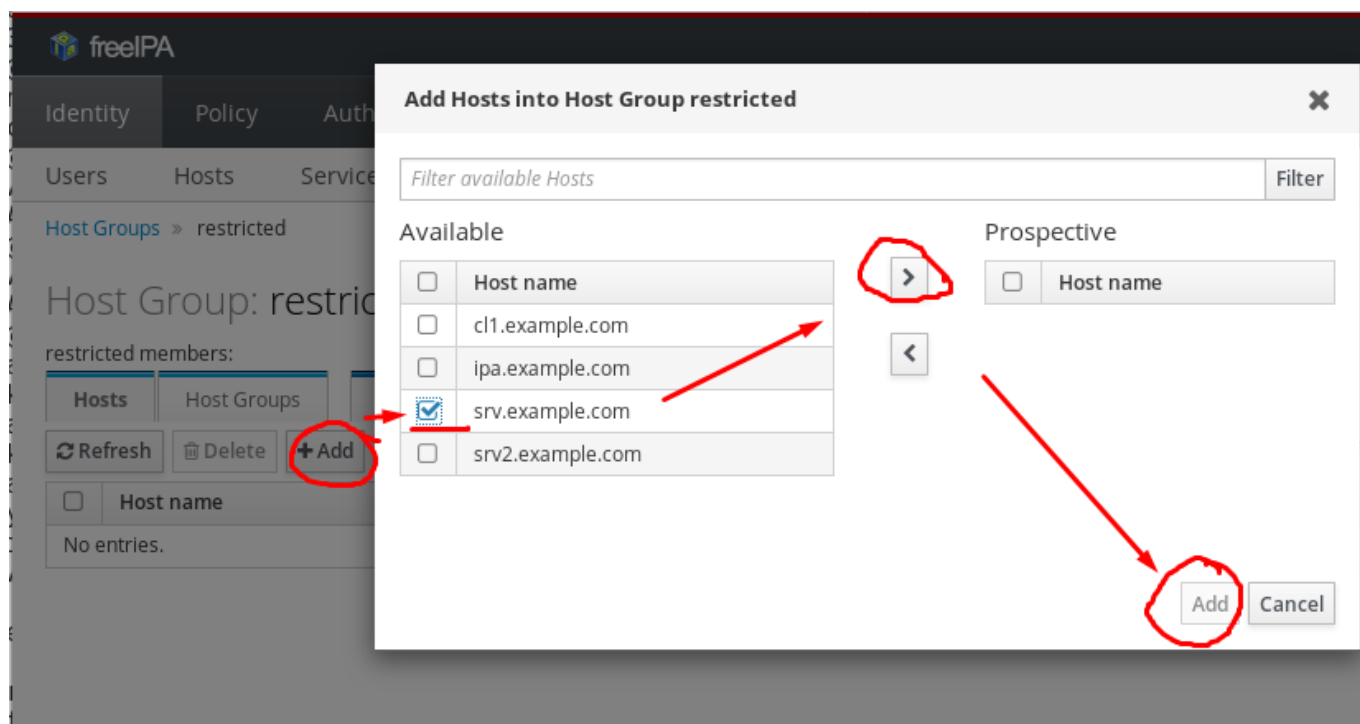 freeIPA
Identity Policy Auth
Users Hosts Service
Host Groups » restricted
Host Group: restric
restricted members:
Hosts Host Groups
Refresh Delete + Add
Host name
No entries.
Add Hosts into Host Group restricted
Filter available Hosts Filter
Available
Host name
cl1.example.com
ipa.example.com
srv.example.com
srv2.example.com
>
<
Prospective
Host name
Add Cancel